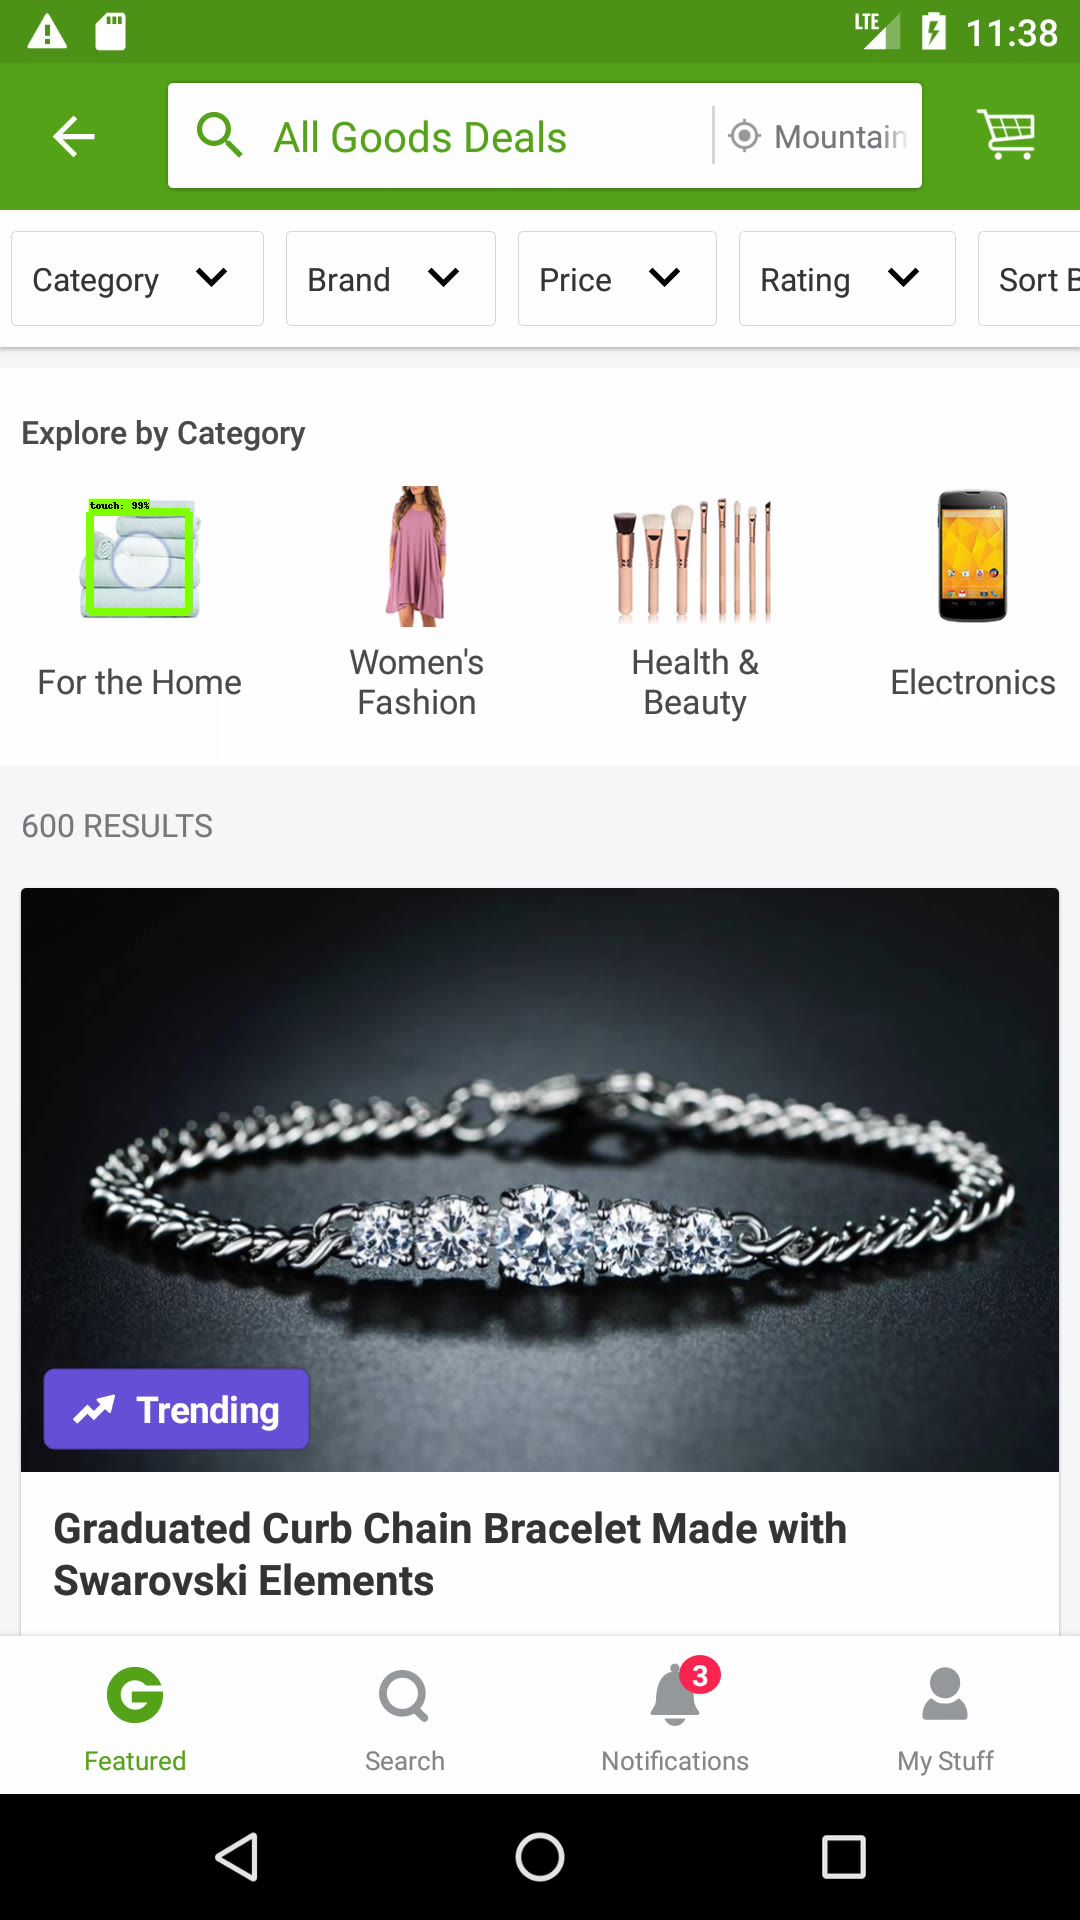 LTE 11:38
All Goods Deals Mountain
Category Brand Price Rating Sort B
Explore by Category
touch: 99%
For the Home
Women's
Fashion
Health &
Beauty
Electronics
600 RESULTS
Trending
Graduated Curb Chain Bracelet Made with
Swarovski Elements
3
Featured Search Notifications My Stuff